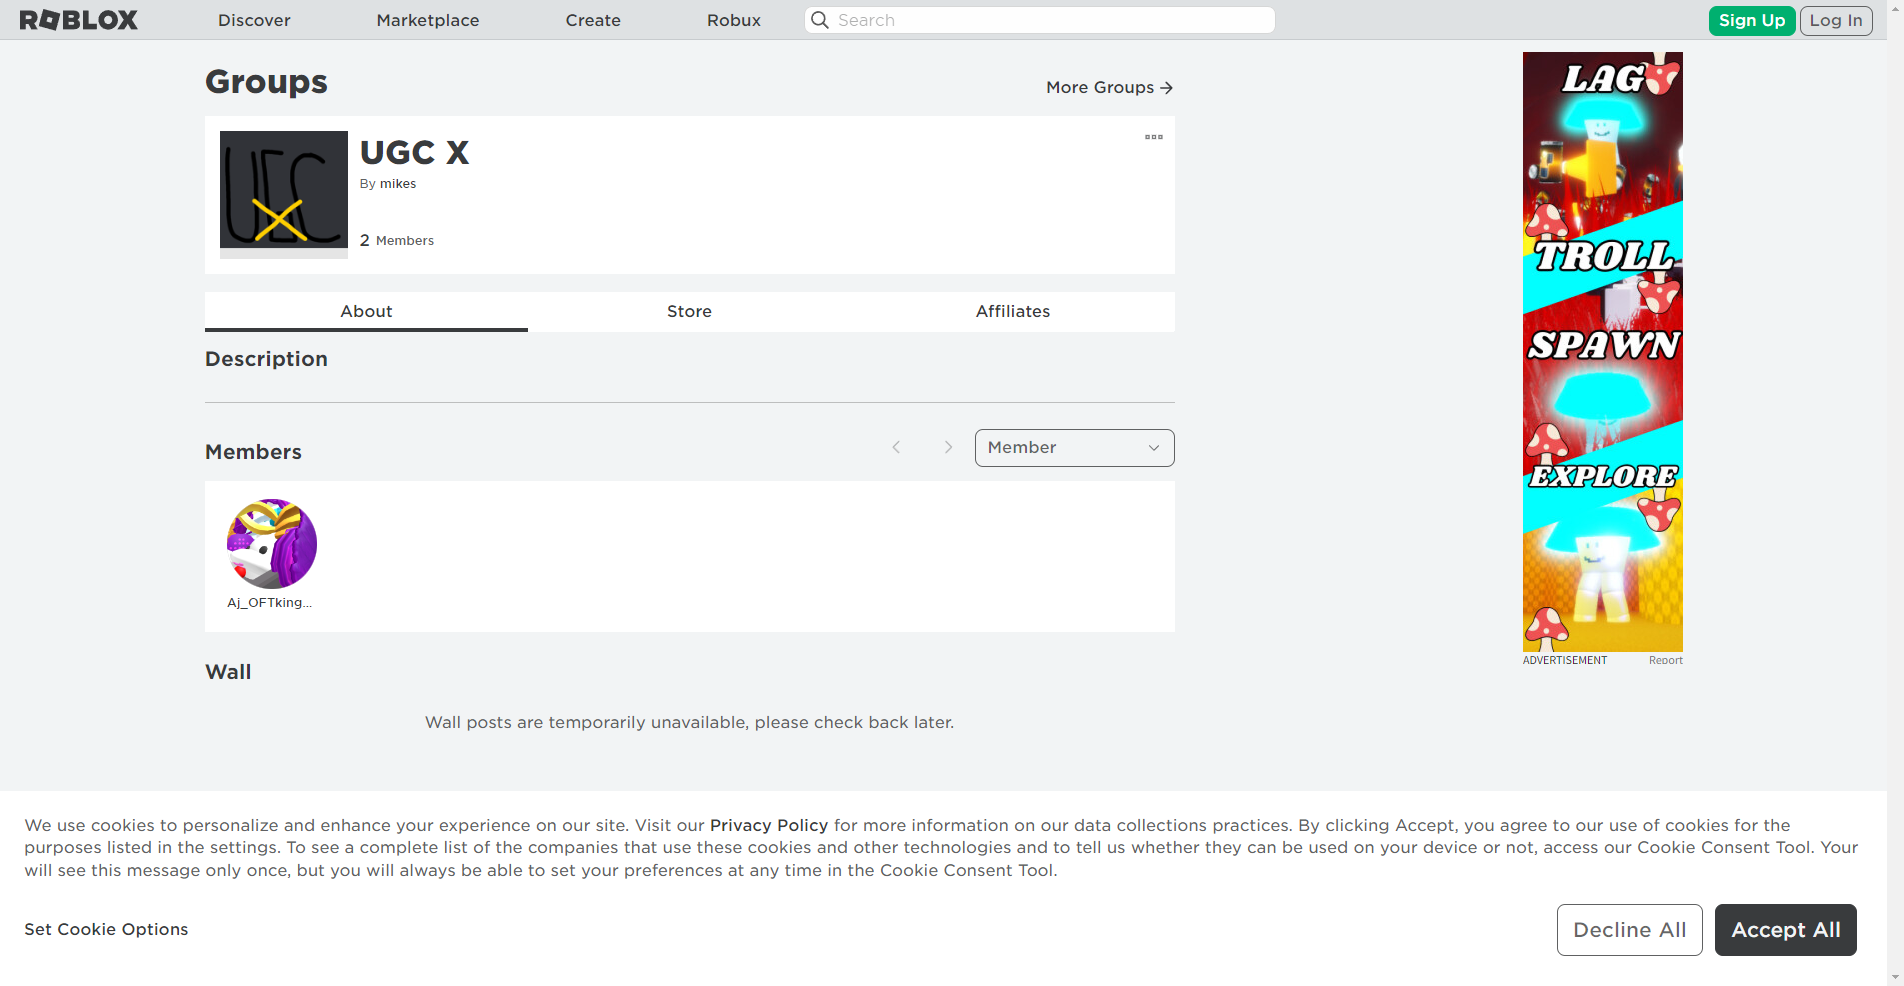 ROBLOX
Discover
Marketplace
Create
Robux
Search
Sign Up
Log In
Groups
More Groups
UGC X
UGC X
By mikes
2 Members
About
Store
Affiliates
Description
Members
Member
Aj_OFTking...
Wall
Wall posts are temporarily unavailable, please check back later.
LAG
TROLL
SPAWN
EXPLORE
ADVERTISEMENT
Report
We use cookies to personalize and enhance your experience on our site. Visit our Privacy Policy for more information on our data collections practices. By clicking Accept, you agree to our use of cookies for the
purposes listed in the settings. To see a complete list of the companies that use these cookies and other technologies and to tell us whether they can be used on your device or not, access our Cookie Consent Tool. Your
will see this message only once, but you will always be able to set your preferences at any time in the Cookie Consent Tool.
Set Cookie Options
Decline All
Accept All